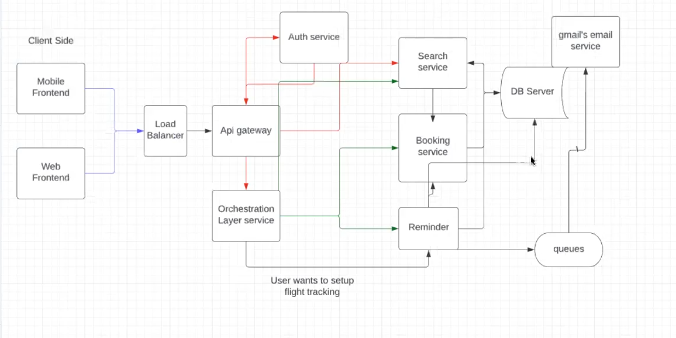 Client Side
Mobile
Frontend
Web
Frontend
Load
Balancer
Api gateway
Auth service
Orchestration
Layer service
User wants to setup
flight tracking
Search
service
Booking
service
Reminder
DB Server
gmail's email
service
queues